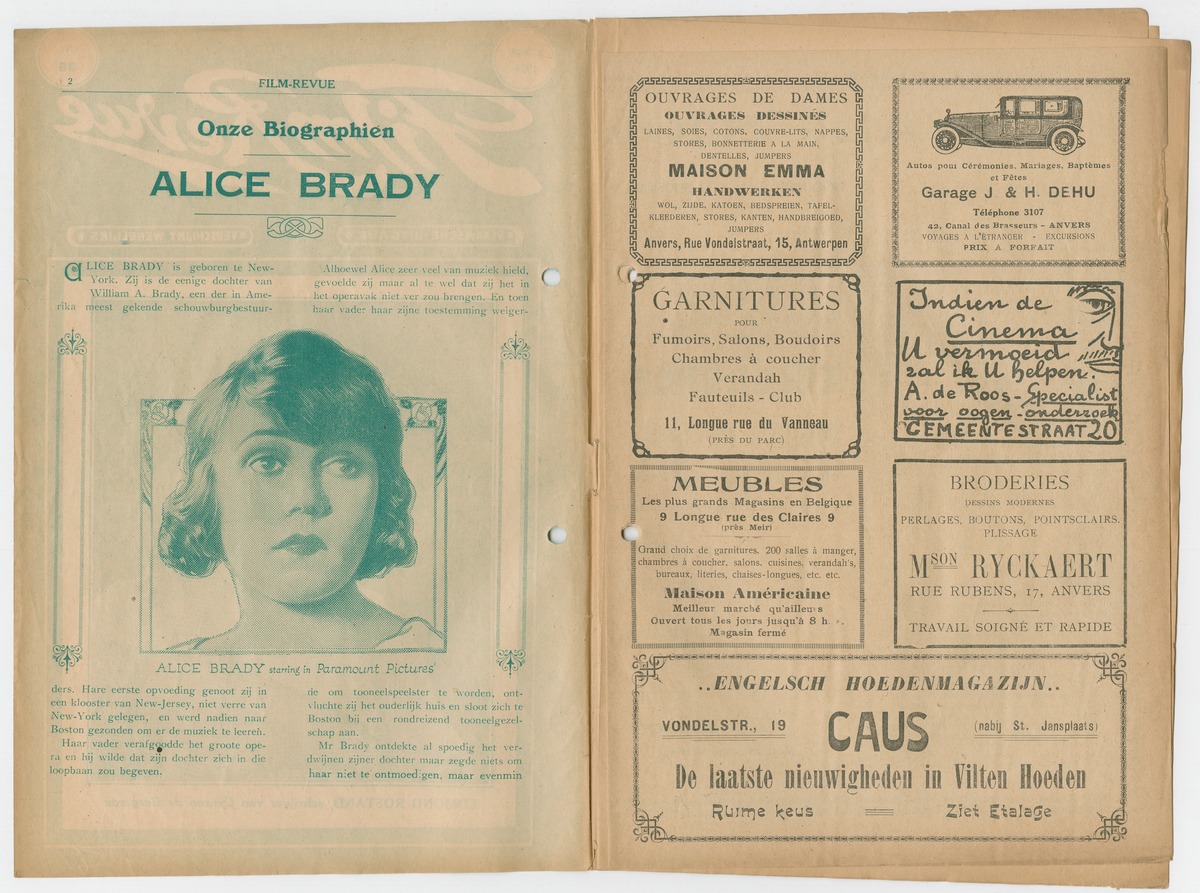 2
FILM-REVUE
Onze Biographiën
ALICE BRADY
ALICE BRADY is geboren te New-
York. Zij is de eenige dochter van
William A. Brady, een der in Ame-
rika meest gekende schouwburgbestuur-
Alhoewel Alice zeer veel van muziek hield,
gevoelde zij maar al te wel dat zij het in
het operavak niet ver zou brengen. En toen
haar vader haar zijne toestemming weiger-
ALICE BRADY starring in Paramount Pictures
ders. Hare eerste opvoeding genoot zij in
een klooster van New-Jersey, niet verre van
New-York gelegen, en werd nadien naar
Boston gezonden om er de muziek te leeren.
Haar vader verafgoodde het groote ope-
ra en hij wilde dat zijn dochter zich in die
loopbaan zou begeven.
de om tooneelspeelster te worden, ont-
vluchte zij het ouderlijk huis en sloot zich te
Boston bij een rondreizend tooneelgezel-
schap aan.
Mr Brady ontdekte al spoedig het ver-
dwijnen zijner dochter maar zegde niets om
haar niet te ontmoedigen, maar evenmin
OUVRAGES DE DAMES
OUVRAGES DESSINÉS
LAINES, SOIES, COTONS, COUVRE-LITS, NAPPES,
STORES, BONNETTERIE A LA MAIN,
DENTELLES, JUMPERS
MAISON EMMA
HANDWERKEN
WOL, ZIJDE, KATOEN, BEDSPREIEN, TAFEL-
KLEEDEREN, STORES, KANTEN, HANDBREIGOED,
JUMPERS
Anvers, Rue Vondelstraat, 15, Antwerpen
Autos pour Cérémonies, Mariages, Baptêmes
et Fêtes
Garage J & H. DEHU
Téléphone 3107
42, Canal des Brasseurs - ANVERS
VOYAGES A L'ÉTRANGER - EXCURSIONS
PRIX A FORFAIT
GARNITURES
POUR
Fumoirs, Salons, Boudoirs
Chambres à coucher
Verandah
Fauteuils - Club
11, Longue rue du Vanneau
(PRÈS DU PARC)
Indien de
Cinema
U vermoeid
zal ik U helpen.
A. de Roos - Specialist
voor oogen-onderzoek
GEMEENTESTRAAT 20
MEUBLES
Les plus grands Magasins en Belgique
9 Longue rue des Claires 9
(près Meir)
Grand choix de garnitures. 200 salles à manger,
chambres à coucher, salons, cuisines, verandah's,
bureaux, literies, chaises-longues, etc. etc.
Maison Américaine
Meilleur marché qu'ailleurs
Ouvert tous les jours jusqu'à 8 h.
Magasin fermé
BRODERIES
DESSINS MODERNES
PERLAGES, BOUTONS, POINTSCLAIRS.
PLISSAGE
MSON RYCKAERT
RUE RUBENS, 17, ANVERS
TRAVAIL SOIGNÉ ET RAPIDE
..ENGELSCH HOEDENMAGAZIJN..
VONDELSTR., 19
CAUS
(nabij St. Jansplaats)
De laatste nieuwigheden in Vilten Hoeden
Ruime keus
Ziet Etalage